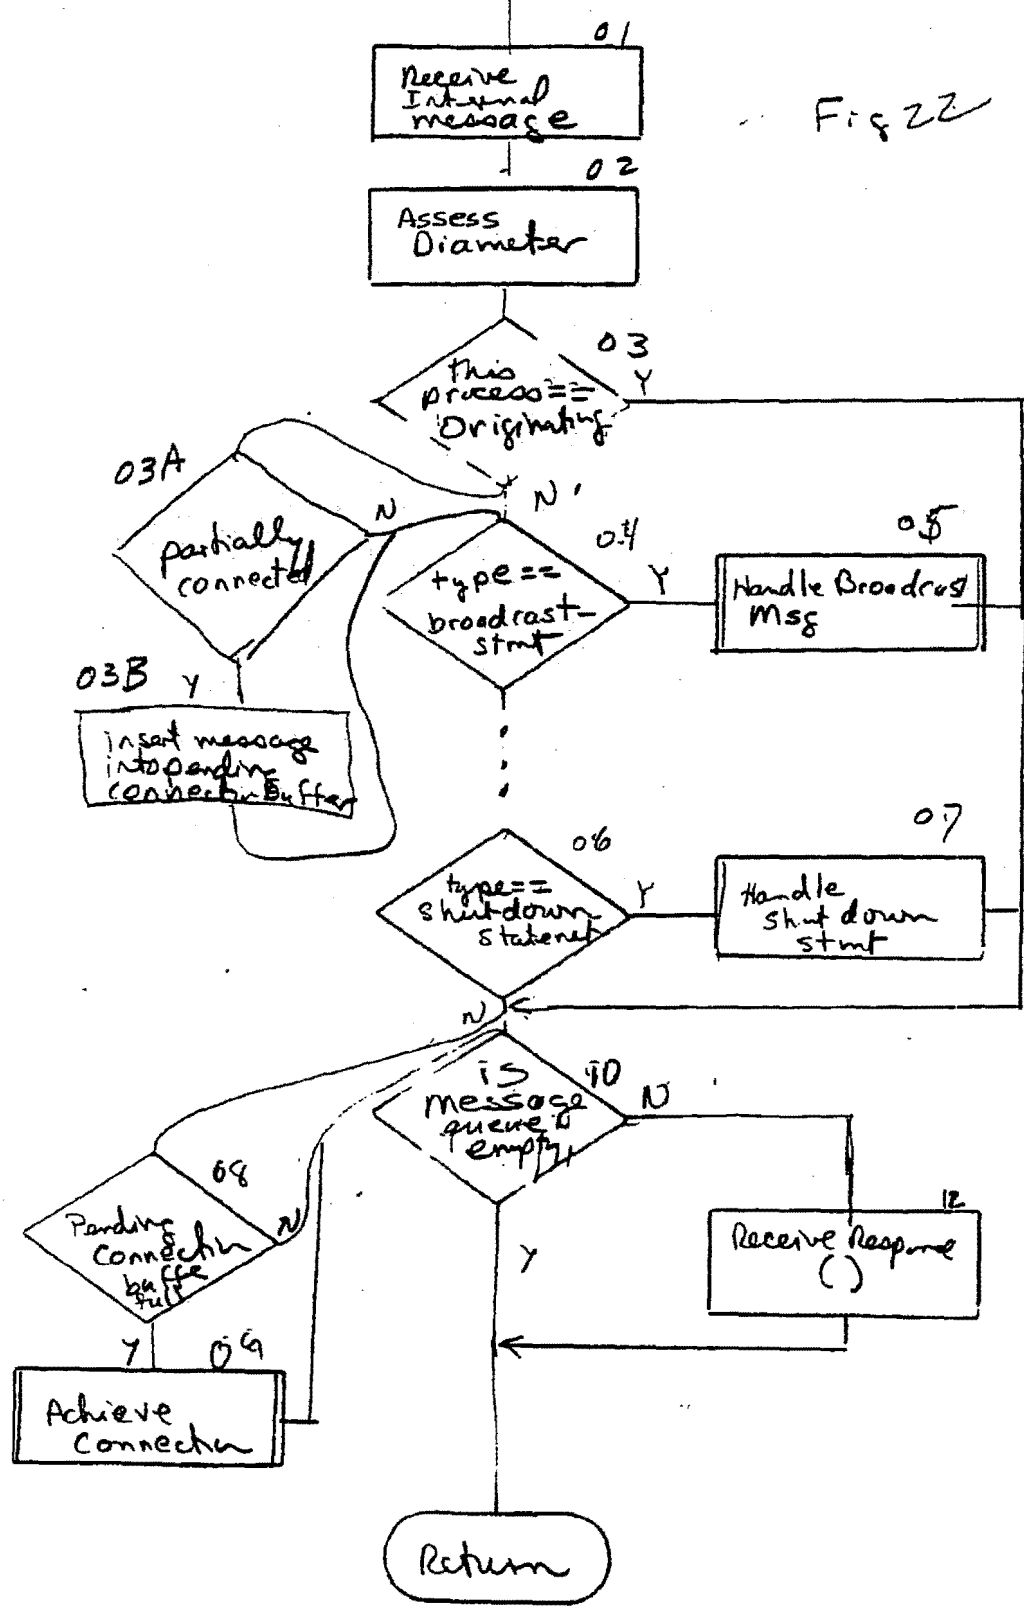 01
Receive
Internal
message
Fig 22
02
Assess
Diameter
03
this
process==
Originating
Y
N
03A
partially
connected
N
Y
03B
insert message
into pending
connection Buffer
04
type==
broadcast-
stmt
Y
05
Handle Broadcast
Msg
06
type==
shutdown
statement
Y
N
07
Handle
shut down
stmt
08
Pending
connection
buffe
full
N
Y
09
Achieve
Connection
10
is
message
queue
empty
N
Y
12
Receive Response
()
Return